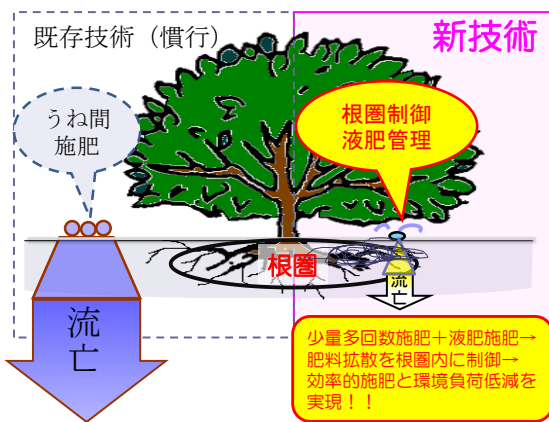 既存技術（慣行）
新技術
うね間
施肥
根圏制御
液肥管理
根圏
流亡
流亡
少量多回数施肥＋液肥施肥→
肥料拡散を根圏内に制御→
効率的施肥と環境負荷低減を
実現！！